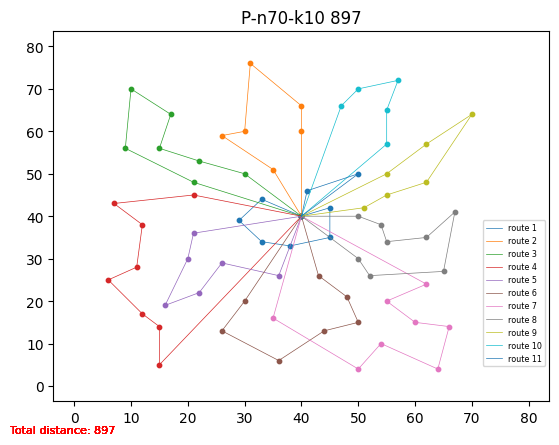 P-n70-k10 897
80
70
60
50
40
30
20
10
0
route 1
route 2
route 3
route 4
route 5
route 6
route 7
route 8
route 9
route 10
route 11
0 10 20 30 40 50 60 70 80
Total distance: 897